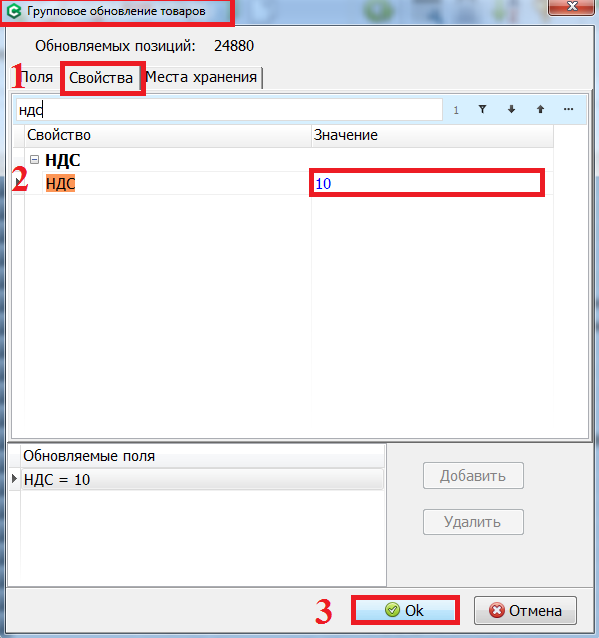 Групповое обновление товаров
Обновляемых позиций: 24880
1 Поля Свойства Места хранения
ндс 1
Свойство Значение
НДС
2 НДС 10
Обновляемые поля
НДС = 10
Добавить
Удалить
3 Ok Отмена